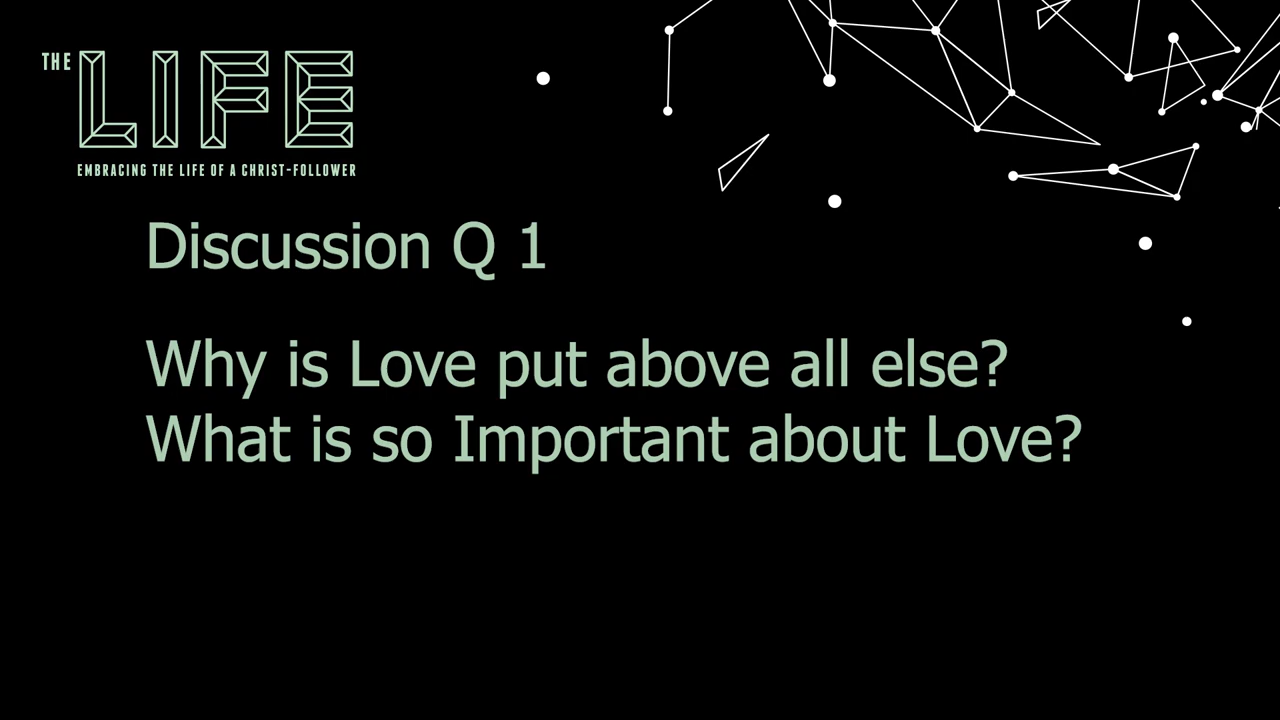 THE
LIFE
EMBRACING THE LIFE OF A CHRIST-FOLLOWER
Discussion Q 1
Why is Love put above all else?
What is so Important about Love?